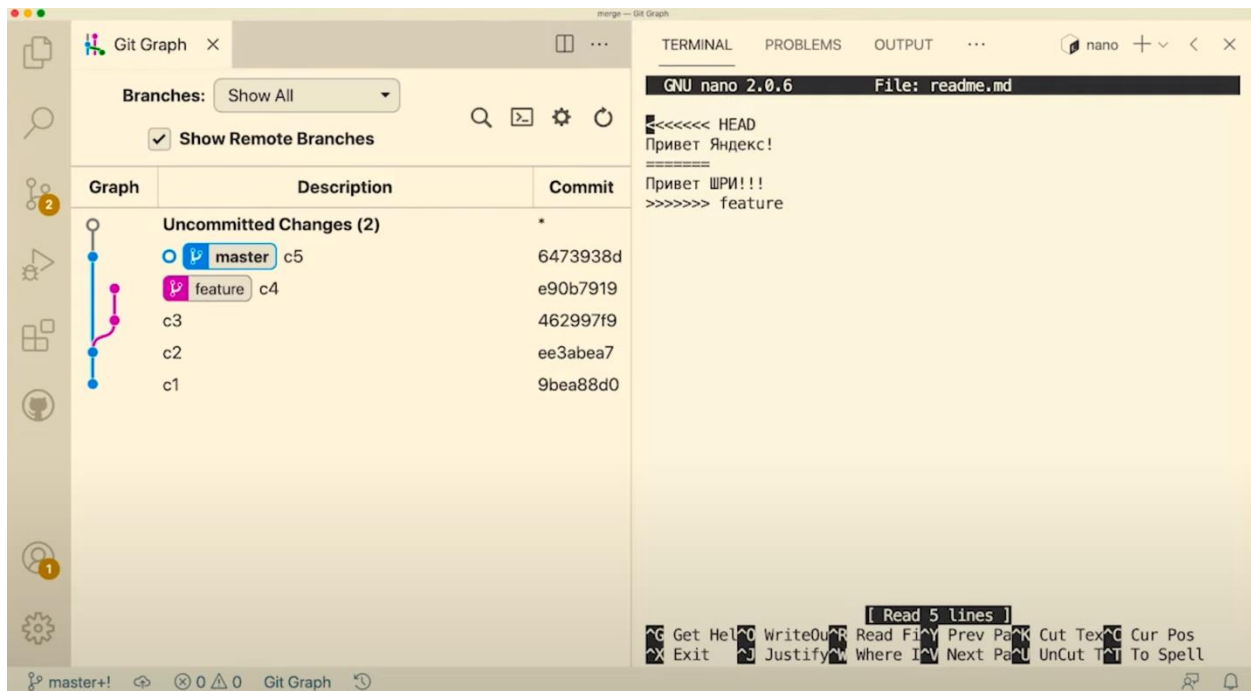 merge — Git Graph
Git Graph
Branches: Show All
Show Remote Branches
Graph Description Commit
Uncommitted Changes (2) *
master c5 6473938d
feature c4 e90b7919
c3 462997f9
c2 ee3abea7
c1 9bea88d0
2
1
master+! 0 0 Git Graph
TERMINAL PROBLEMS OUTPUT ... nano
GNU nano 2.0.6 File: readme.md
<<<<<<< HEAD
Привет Яндекс!
=======
Привет ШРИ!!!
>>>>>>> feature
[ Read 5 lines ]
^G Get Hel^O WriteOu^R Read Fi^Y Prev Pa^K Cut Tex^C Cur Pos
^X Exit ^J Justify^W Where I^V Next Pa^U UnCut T^T To Spell